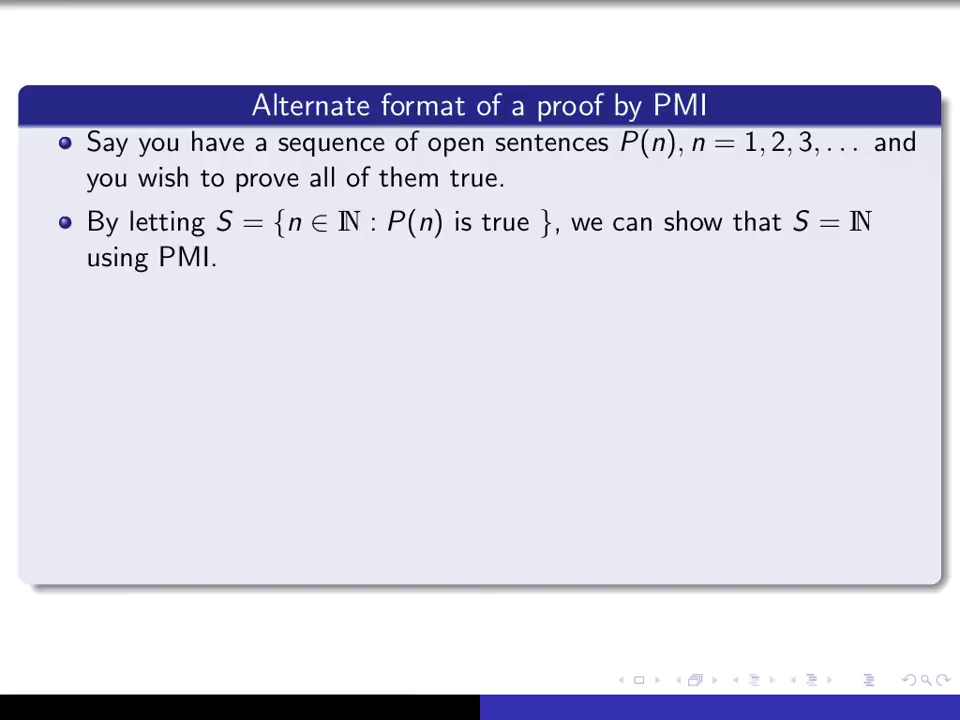 Alternate format of a proof by PMI
Say you have a sequence of open sentences P(n), n = 1, 2, 3, . . . and
you wish to prove all of them true.
By letting S = {n ∈ ℕ : P(n) is true }, we can show that S = ℕ
using PMI.